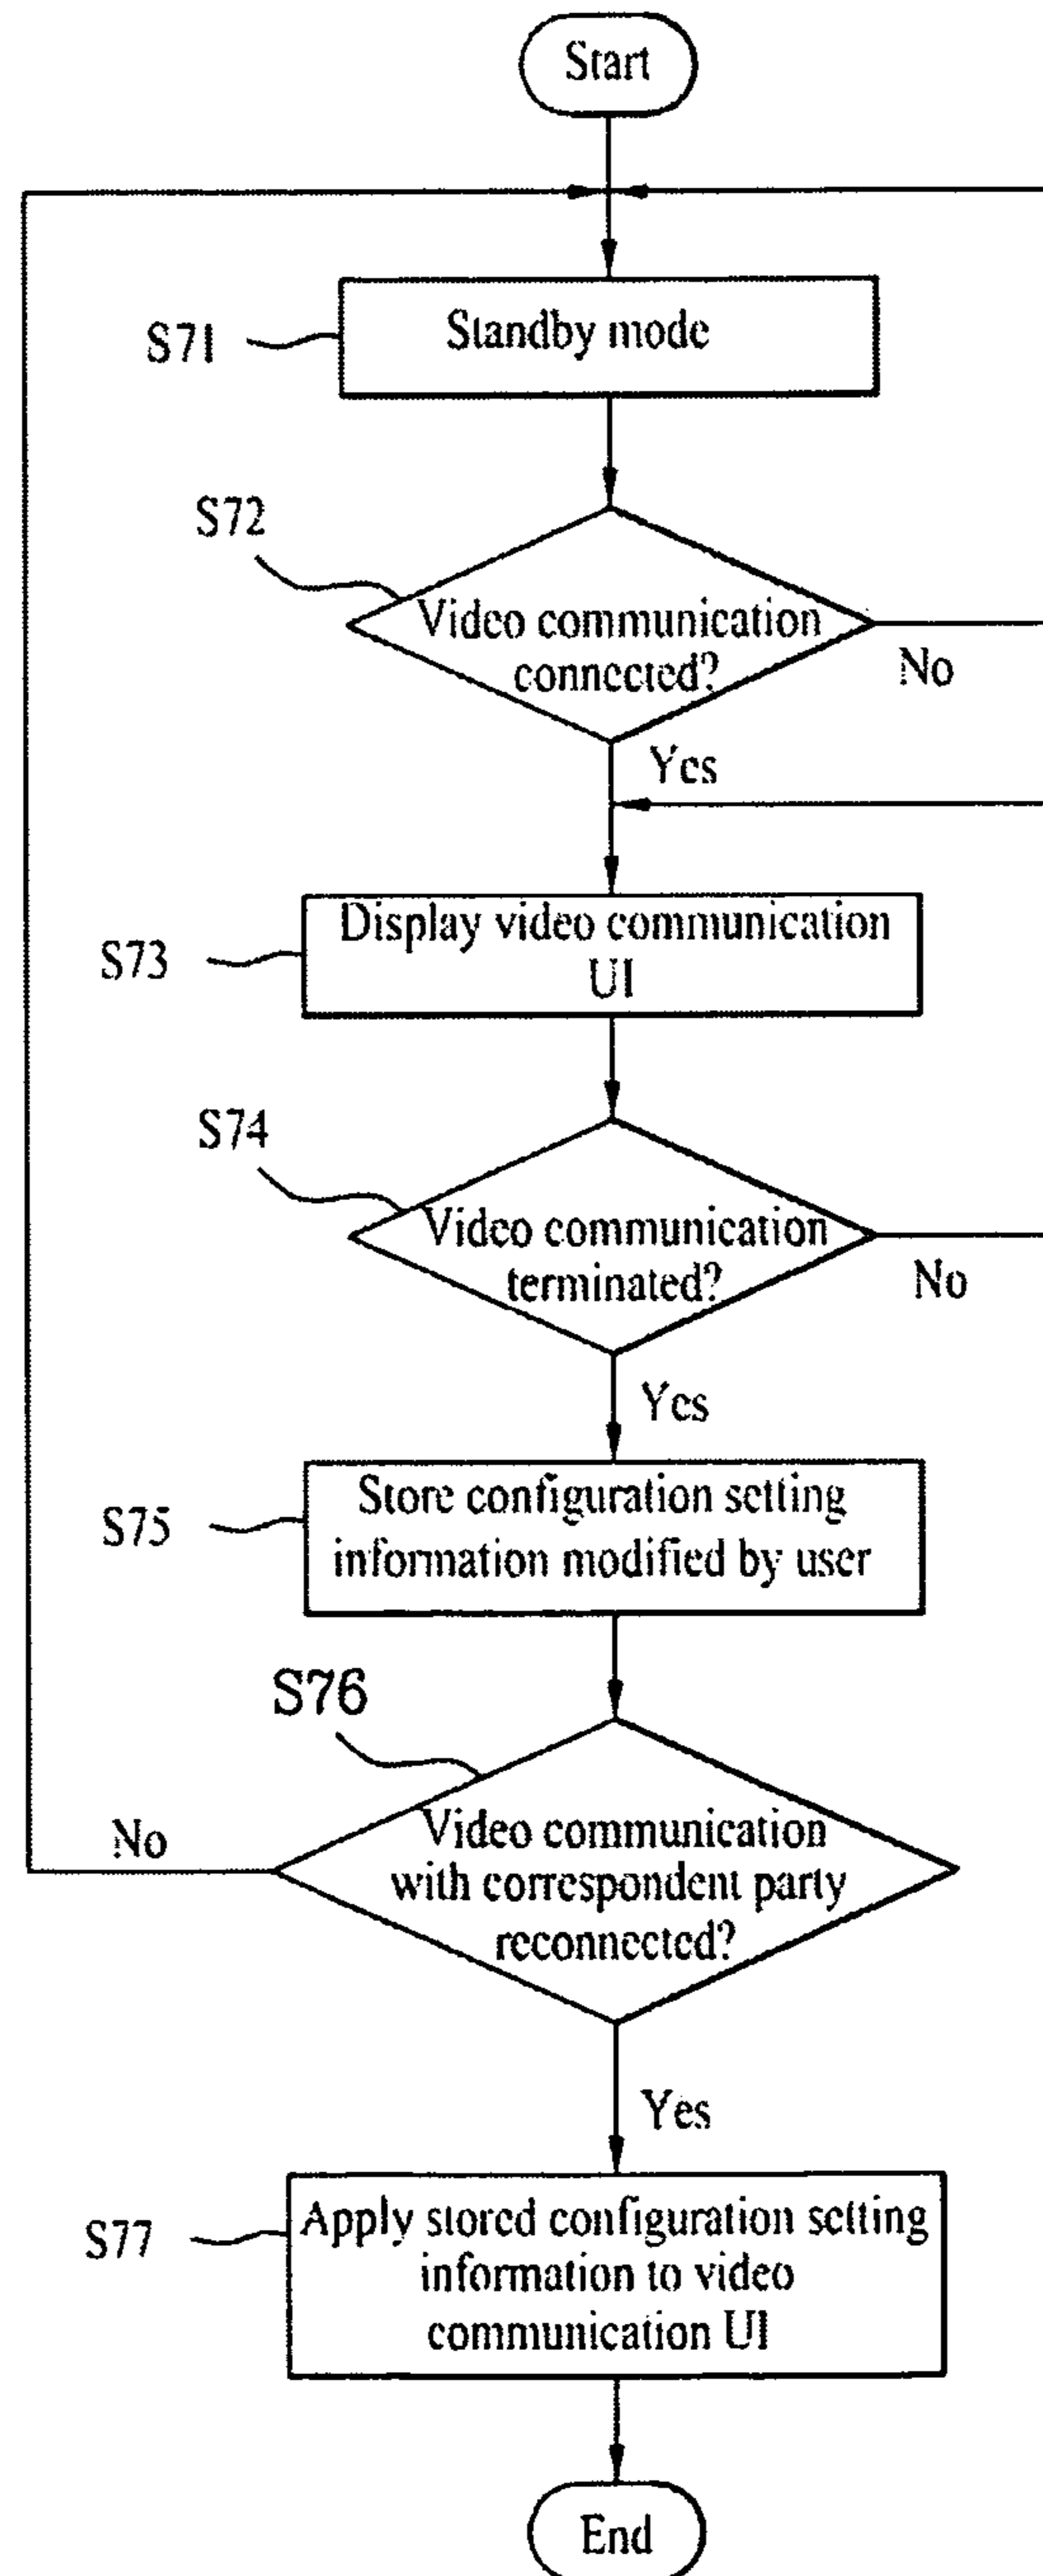 Start
S71
Standby mode
S72
Video communication
connected?
No
Yes
S73
Display video communication
UI
S74
Video communication
terminated?
No
Yes
S75
Store configuration setting
information modified by user
S76
Video communication
with correspondent party
reconnected?
No
Yes
S77
Apply stored configuration setting
information to video
communication UI
End